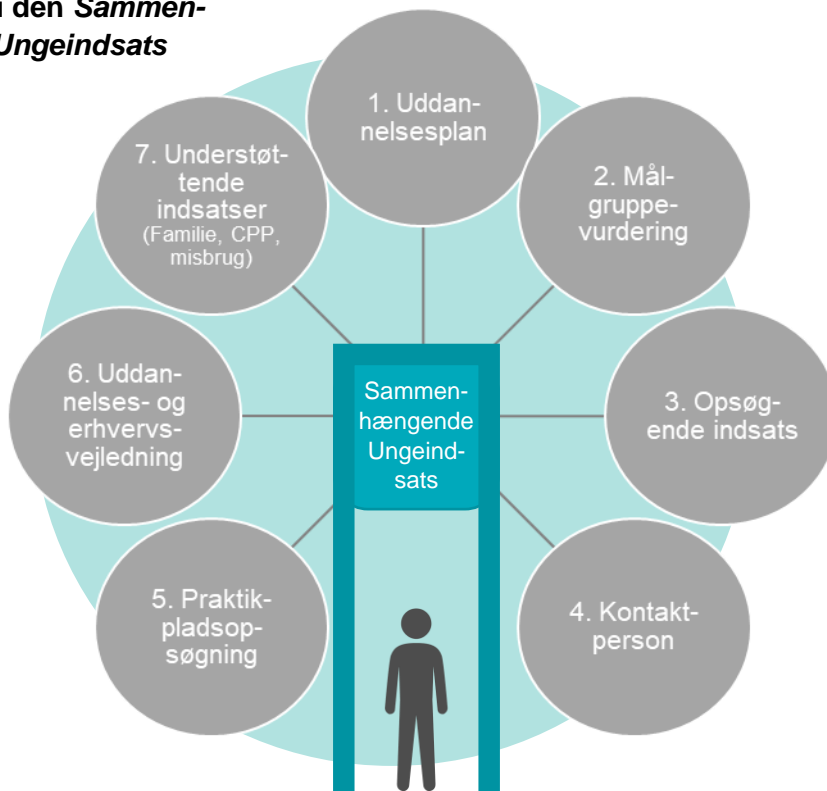 den Sammen-
Ungeindsats
1. Uddan-
nelsesplan
2. Mål-
gruppe-
vurdering
3. Opsøg-
ende indsats
4. Kontakt-
person
5. Praktik-
pladsop-
søgning
6. Uddan-
nelses- og
erhvervs-
vejledning
7. Understøt-
tende
indsatser
(Familie, CPP,
misbrug)
Sammen-
hængende
Ungeind-
sats